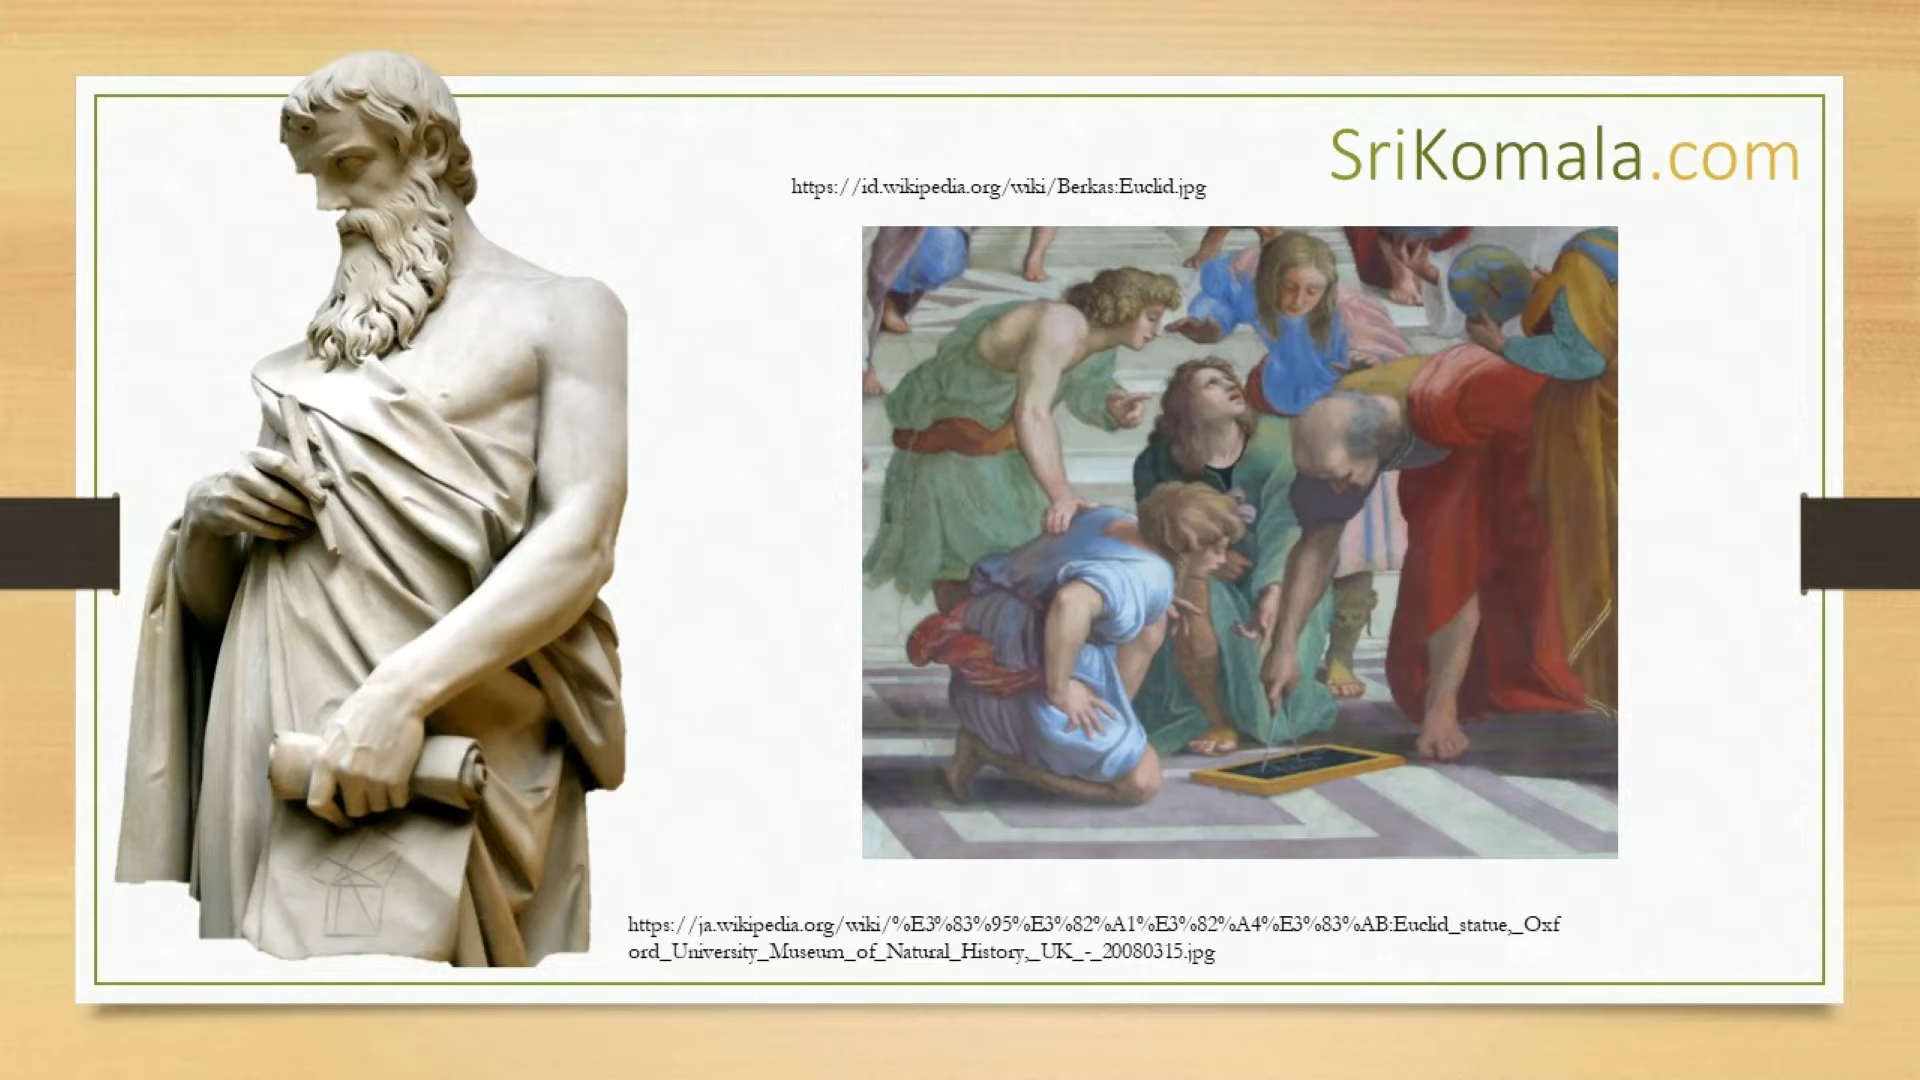 SriKomala.com
https://id.wikipedia.org/wiki/Berkas:Euclid.jpg
https://ja.wikipedia.org/wiki/%E3%83%95%E3%82%A1%E3%82%A4%E3%83%AB:Euclid_statue,_Oxf
ord_University_Museum_of_Natural_History,_UK_-_20080315.jpg